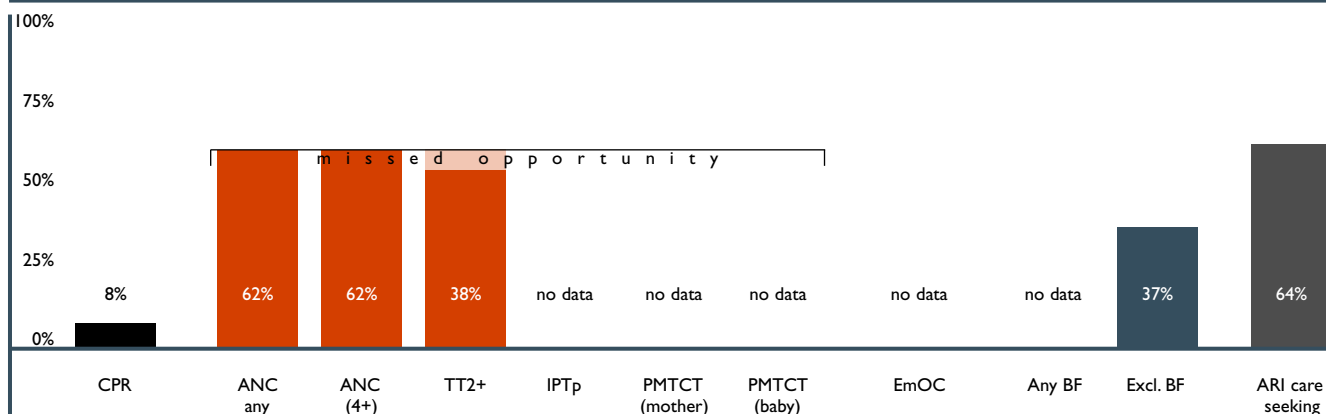 100%
75%
missed opportunity
50%
25%
8% 62% 62% 38% no data no data no data no data no data 37% 64%
0%
CPR ANC ANC TT2+ IPTp PMTCT PMTCT EmOC Any BF Excl. BF ARI care
any (4+) (mother) (baby) seeking